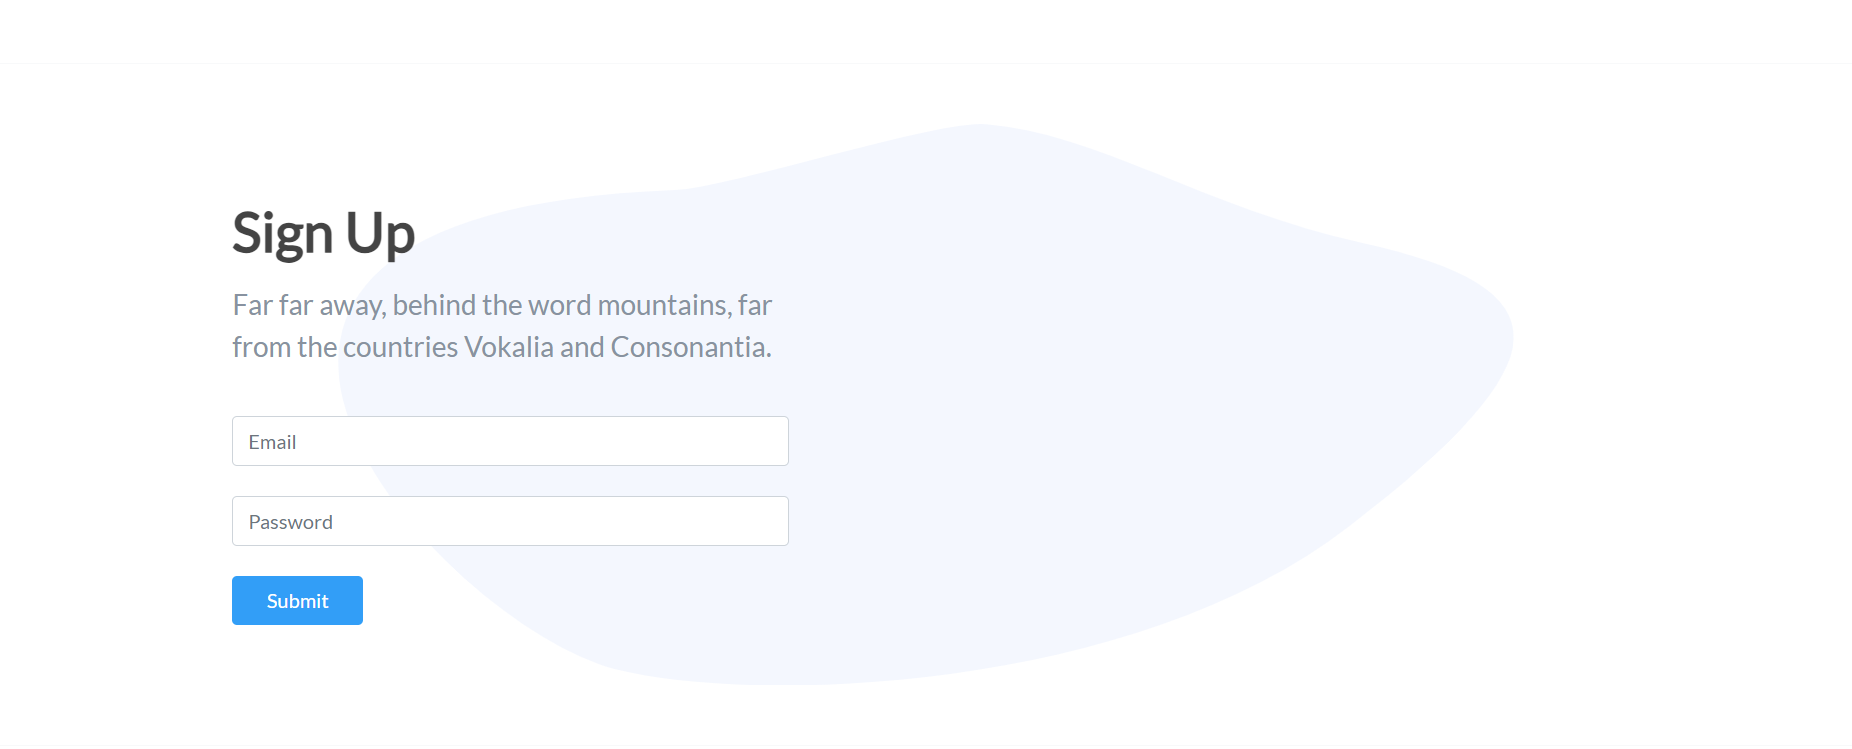 Sign Up
Far far away, behind the word mountains, far
from the countries Vokalia and Consonantia.
Email
Password
Submit